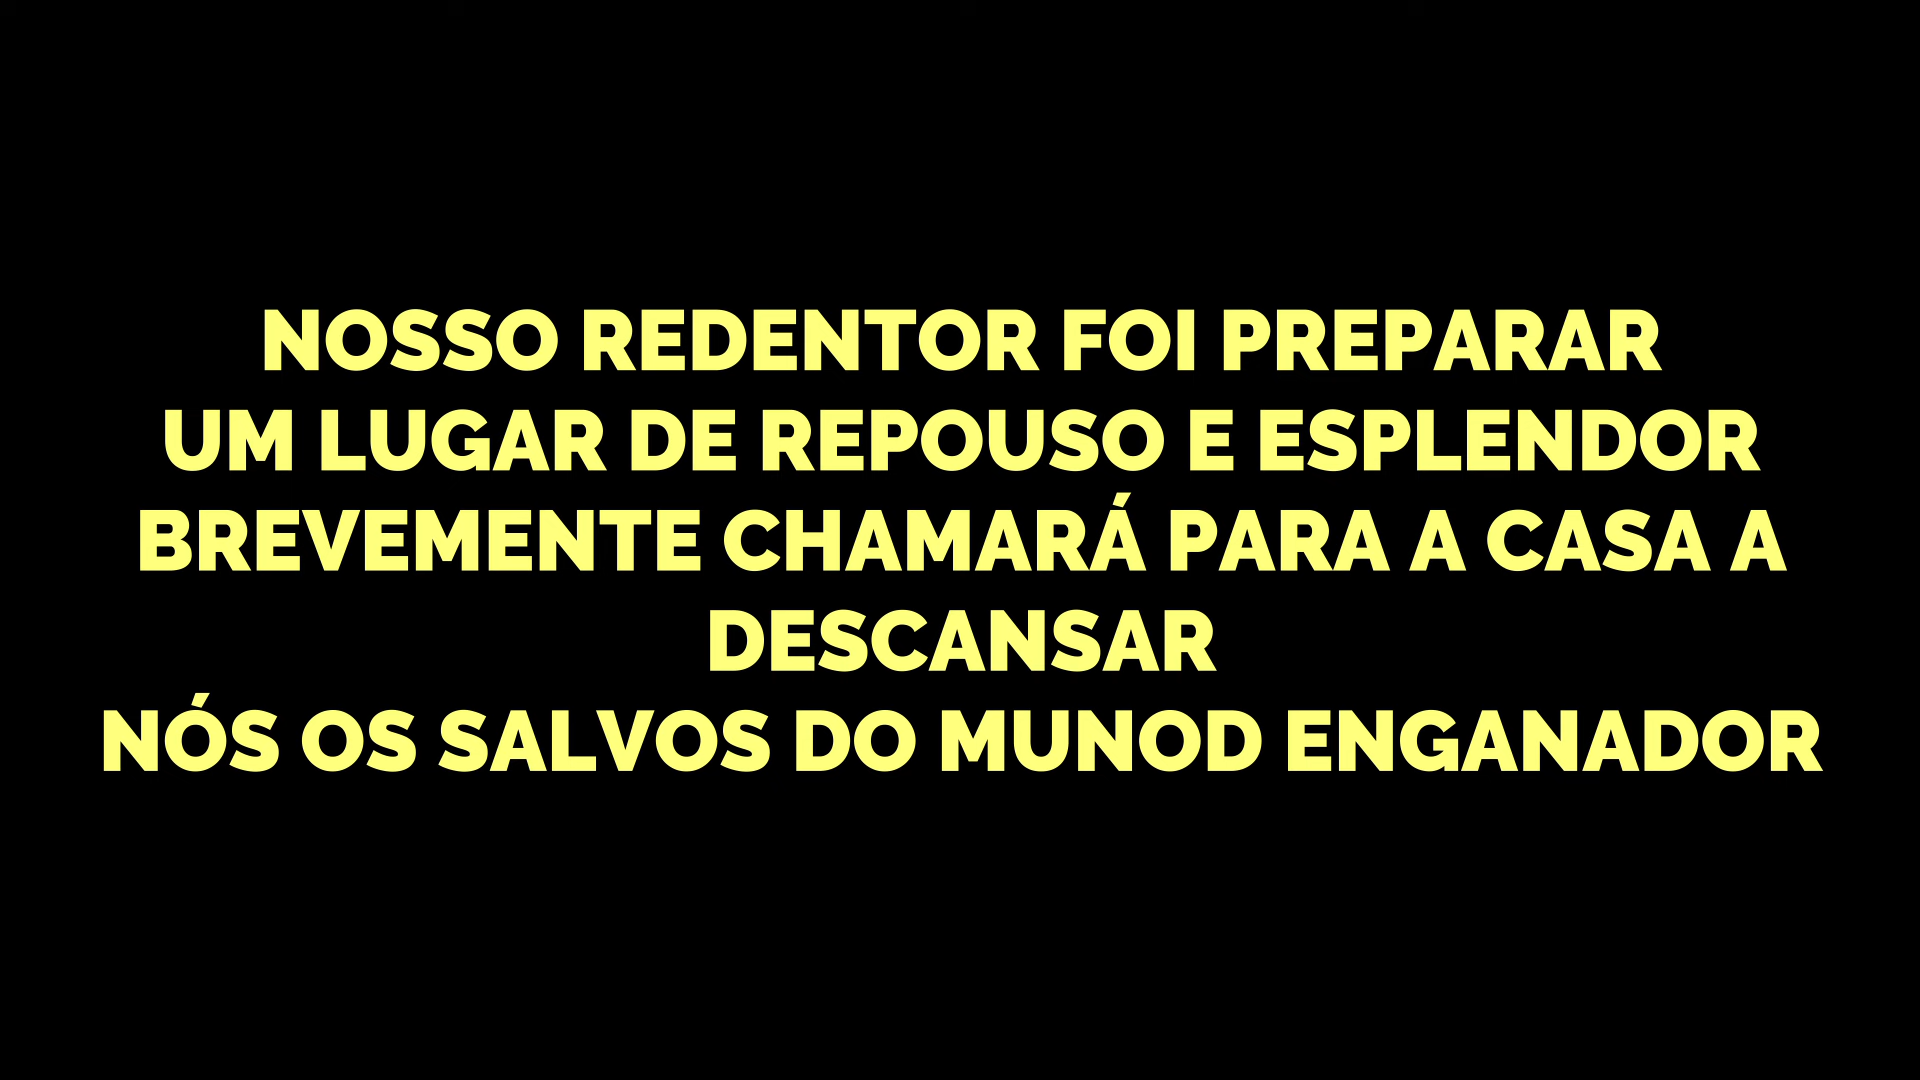 NOSSO REDENTOR FOI PREPARAR
UM LUGAR DE REPOUSO E ESPLENDOR
BREVEMENTE CHAMARÁ PARA A CASA A
DESCANSAR
NÓS OS SALVOS DO MUNOD ENGANADOR